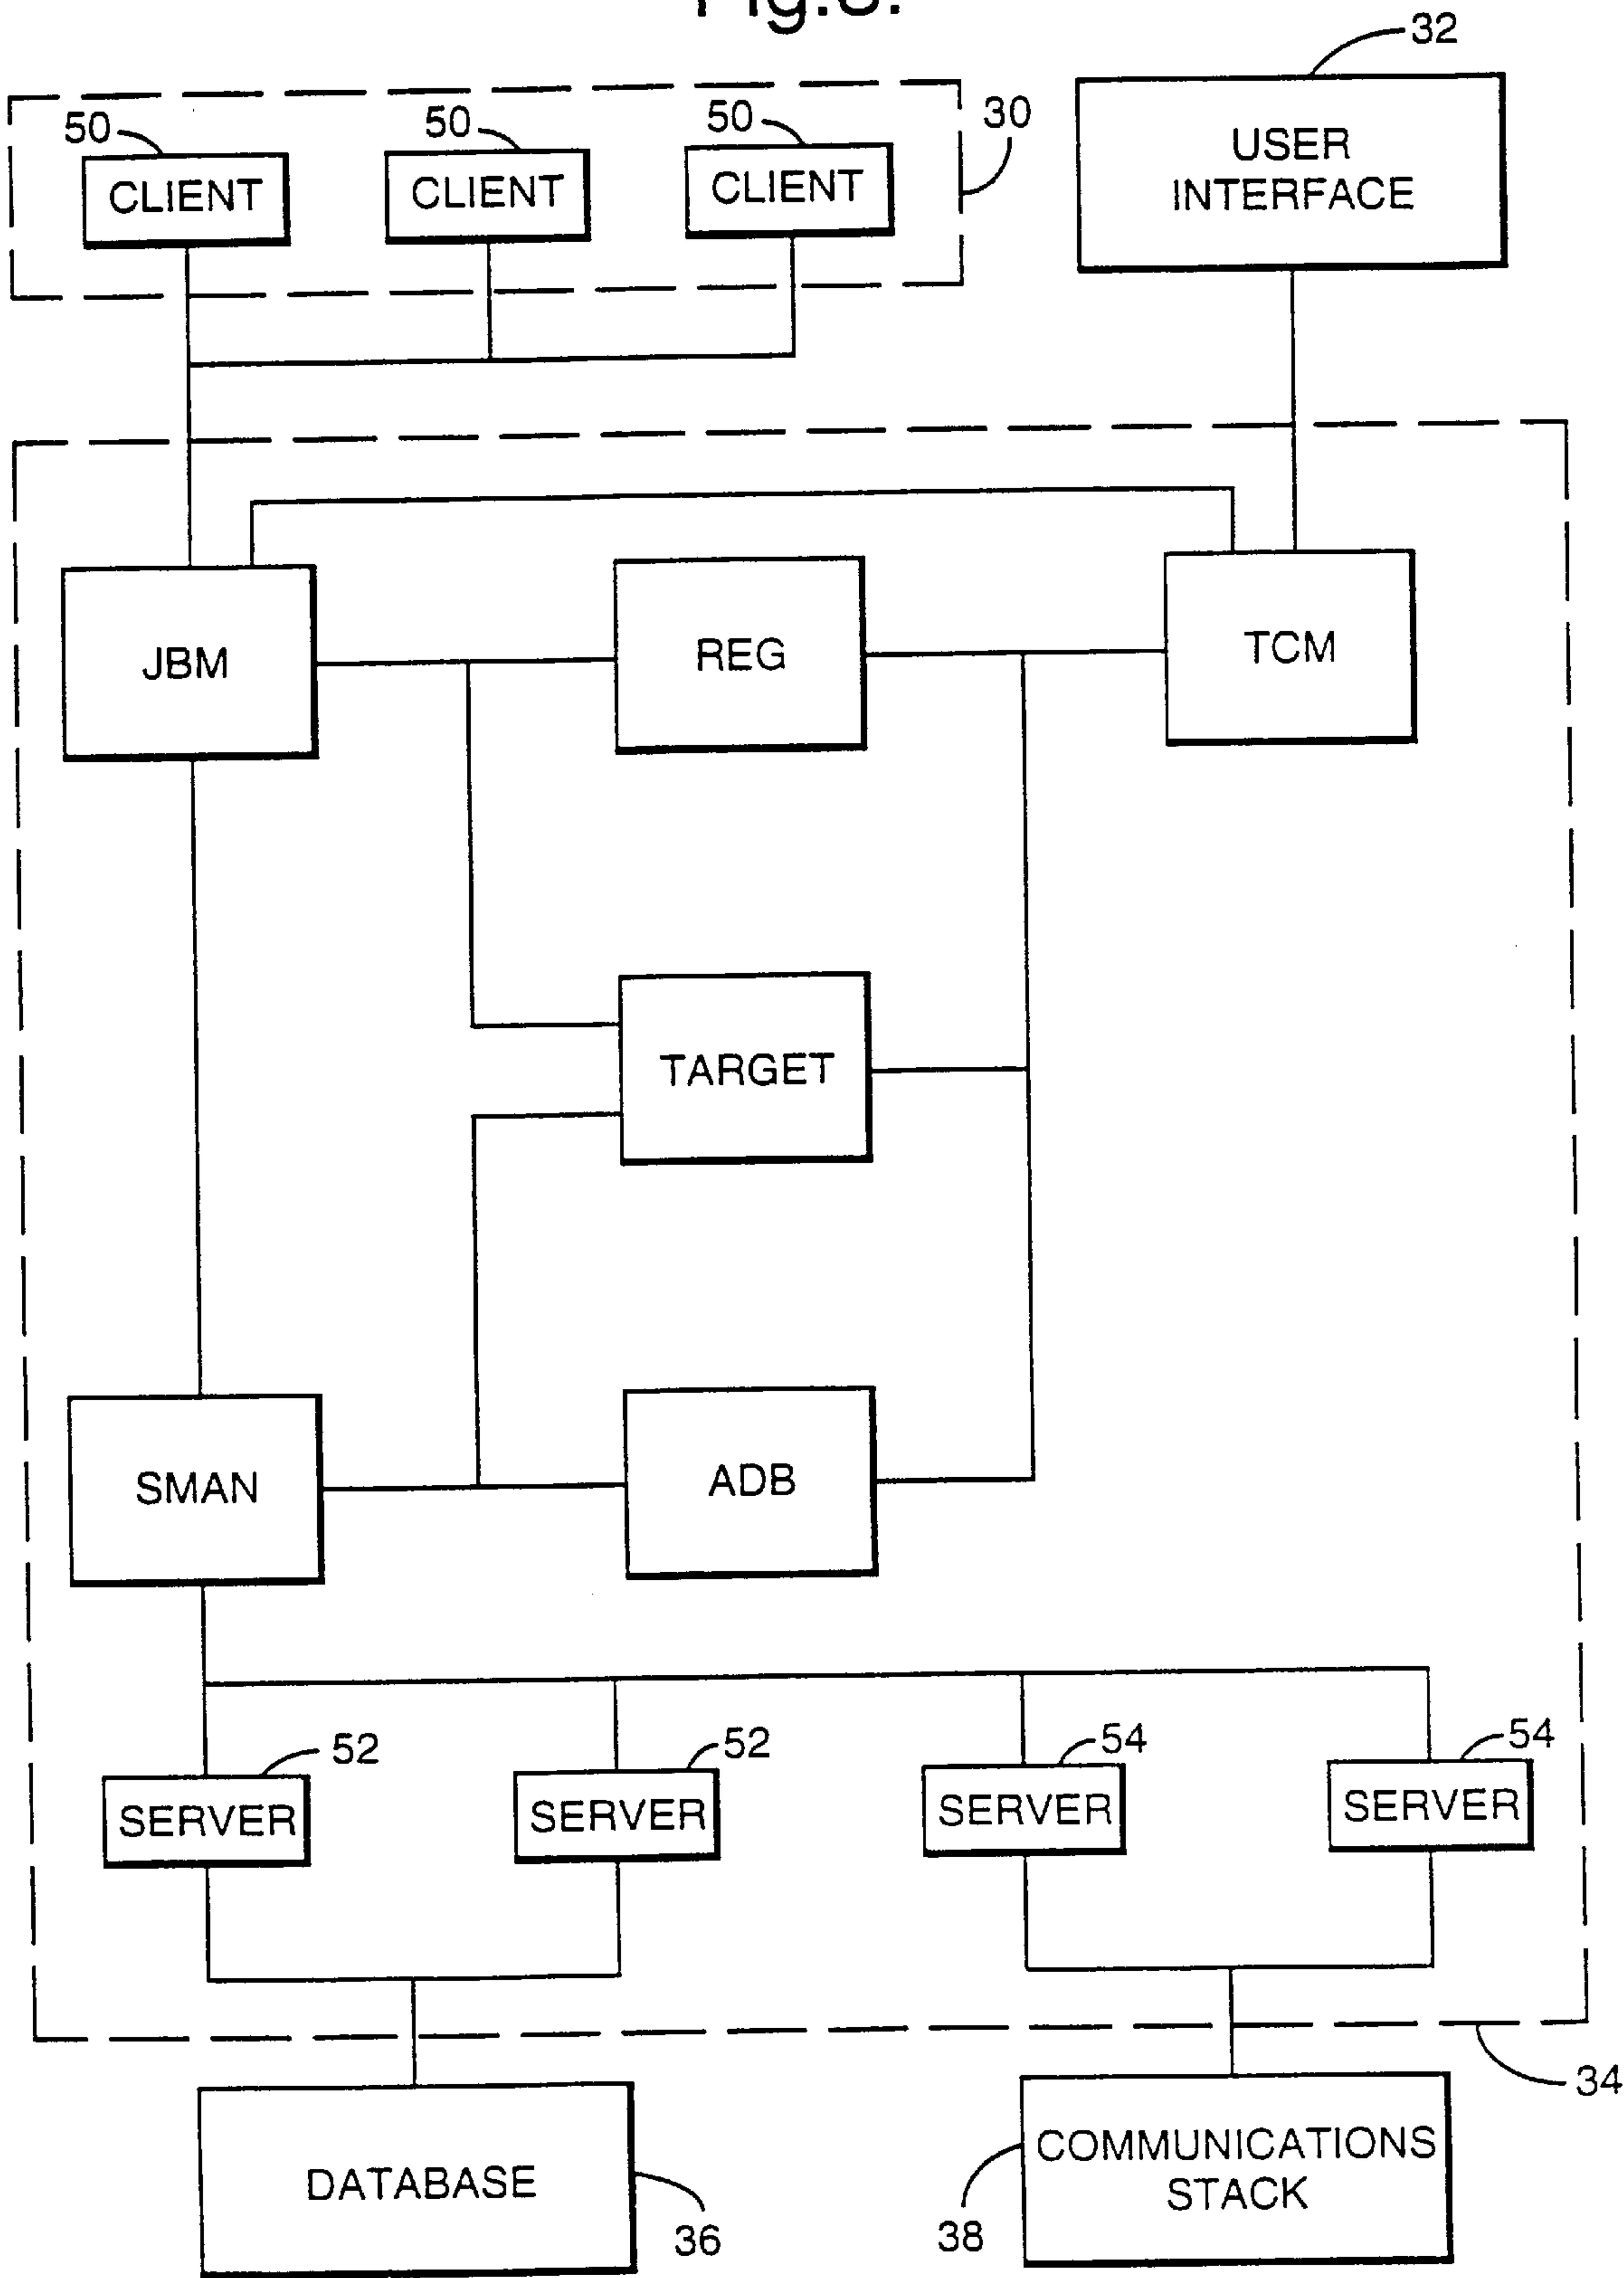 32
50
50
50
30
CLIENT
CLIENT
CLIENT
USER
INTERFACE
JBM
REG
TCM
TARGET
SMAN
ADB
52
52
54
54
SERVER
SERVER
SERVER
SERVER
34
DATABASE
36
COMMUNICATIONS
STACK
38